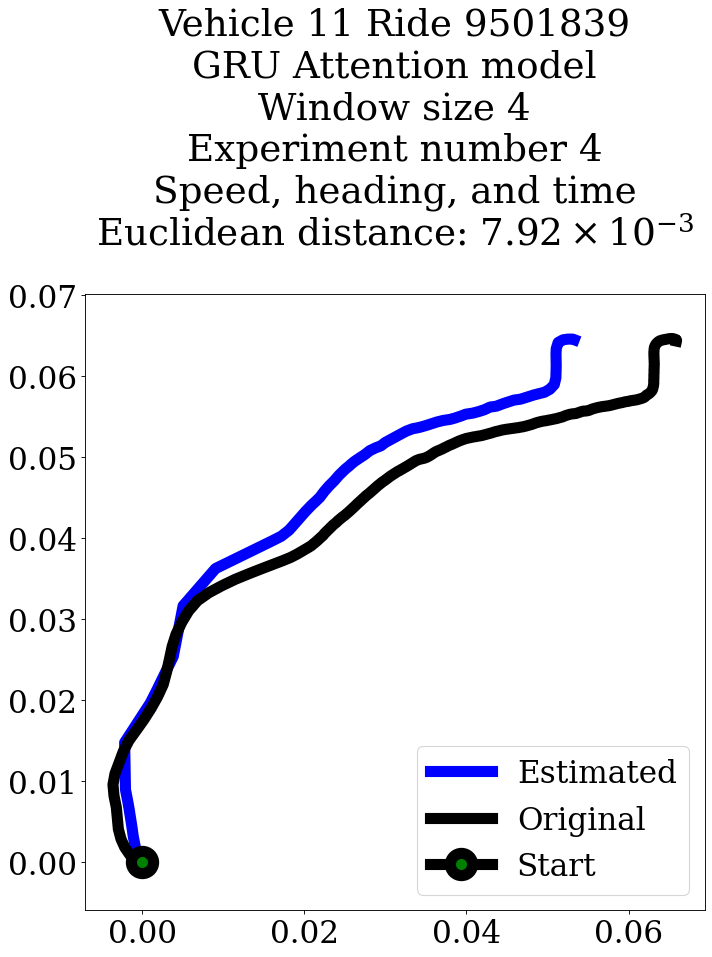 Vehicle 11 Ride 9501839
GRU Attention model
Window size 4
Experiment number 4
Speed, heading, and time
Euclidean distance: 7.92 × 10⁻³
0.07
0.06
0.05
0.04
0.03
0.02
0.01
0.00
Estimated
Original
Start
0.00 0.02 0.04 0.06